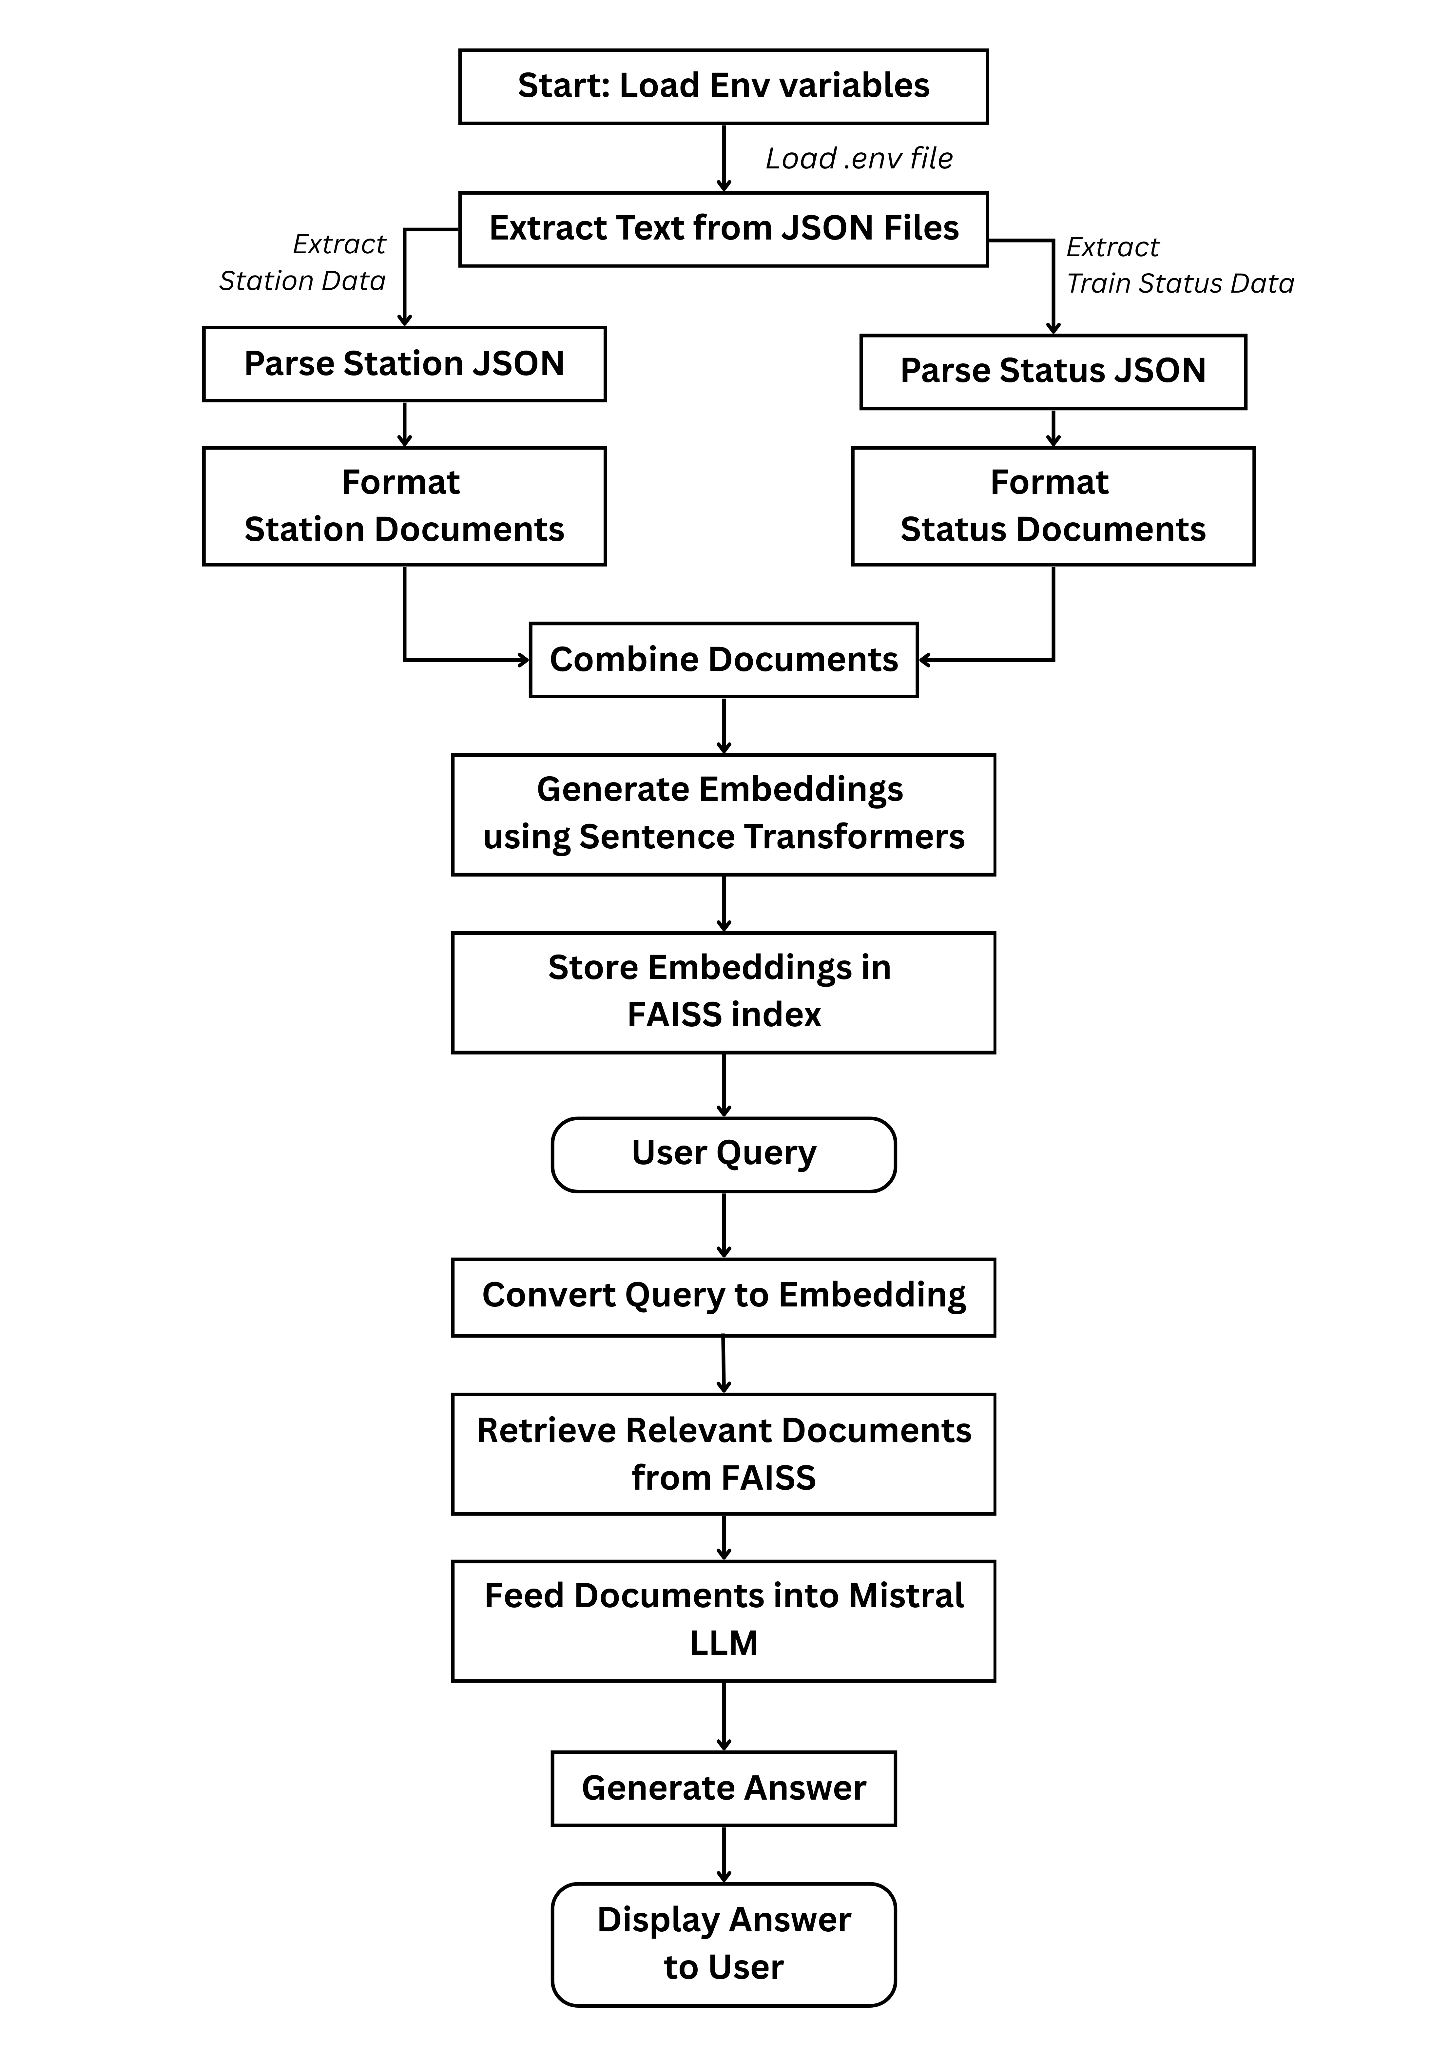 Start: Load Env variables
Load .env file
Extract Text from JSON Files
Extract
Station Data
Extract
Train Status Data
Parse Station JSON
Parse Status JSON
Format
Station Documents
Format
Status Documents
Combine Documents
Generate Embeddings
using Sentence Transformers
Store Embeddings in
FAISS index
User Query
Convert Query to Embedding
Retrieve Relevant Documents
from FAISS
Feed Documents into Mistral
LLM
Generate Answer
Display Answer
to User